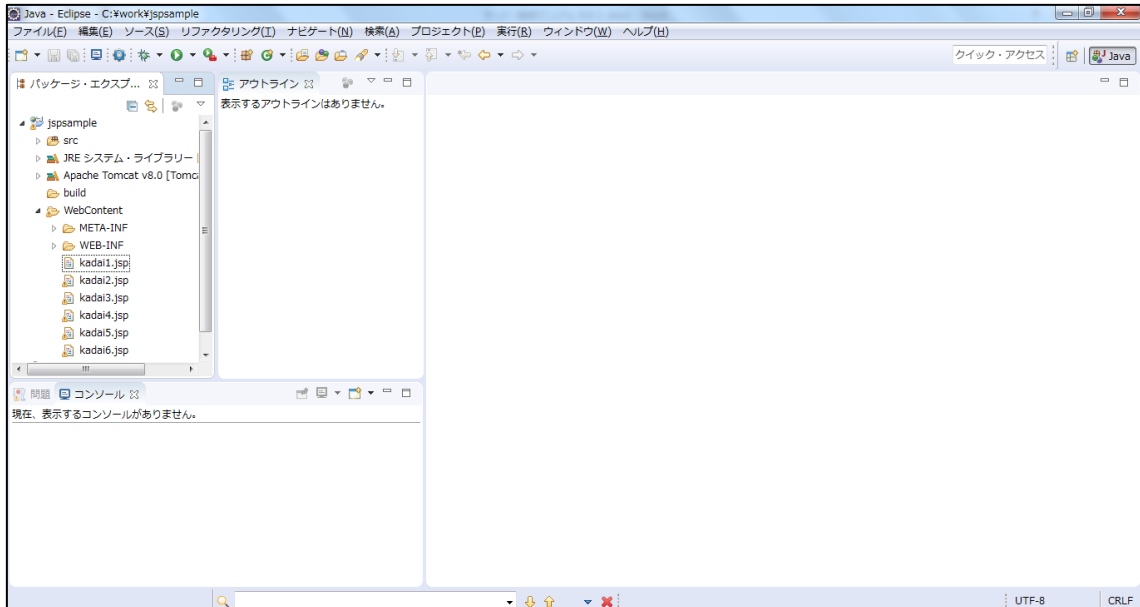 Java - Eclipse - C:¥work¥jspsample
ファイル(F) 編集(E) ソース(S) リファクタリング(T) ナビゲート(N) 検索(A) プロジェクト(P) 実行(R) ウィンドウ(W) ヘルプ(H)
クイック・アクセス
Java
パッケージ・エクスプ...
アウトライン
表示するアウトラインはありません。
jspsample
src
JRE システム・ライブラリー [
Apache Tomcat v8.0 [Tomc
build
WebContent
META-INF
WEB-INF
kadai1.jsp
kadai2.jsp
kadai3.jsp
kadai4.jsp
kadai5.jsp
kadai6.jsp
問題 コンソール
現在、表示するコンソールがありません。
UTF-8 CRLF